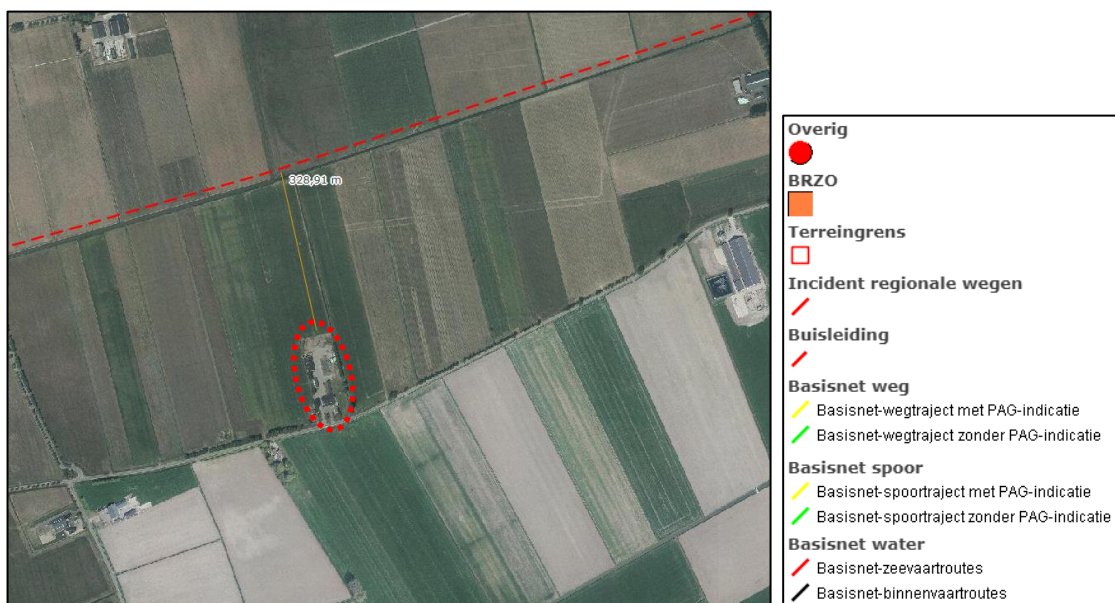 328,91 m
Overig
BRZO
Terreingrens
Incident regionale wegen
Buisleiding
Basisnet weg
Basisnet-wegtraject met PAG-indicatie
Basisnet-wegtraject zonder PAG-indicatie
Basisnet spoor
Basisnet-spoortraject met PAG-indicatie
Basisnet-spoortraject zonder PAG-indicatie
Basisnet water
Basisnet-zeevaartroutes
Basisnet-binnenvaartroutes